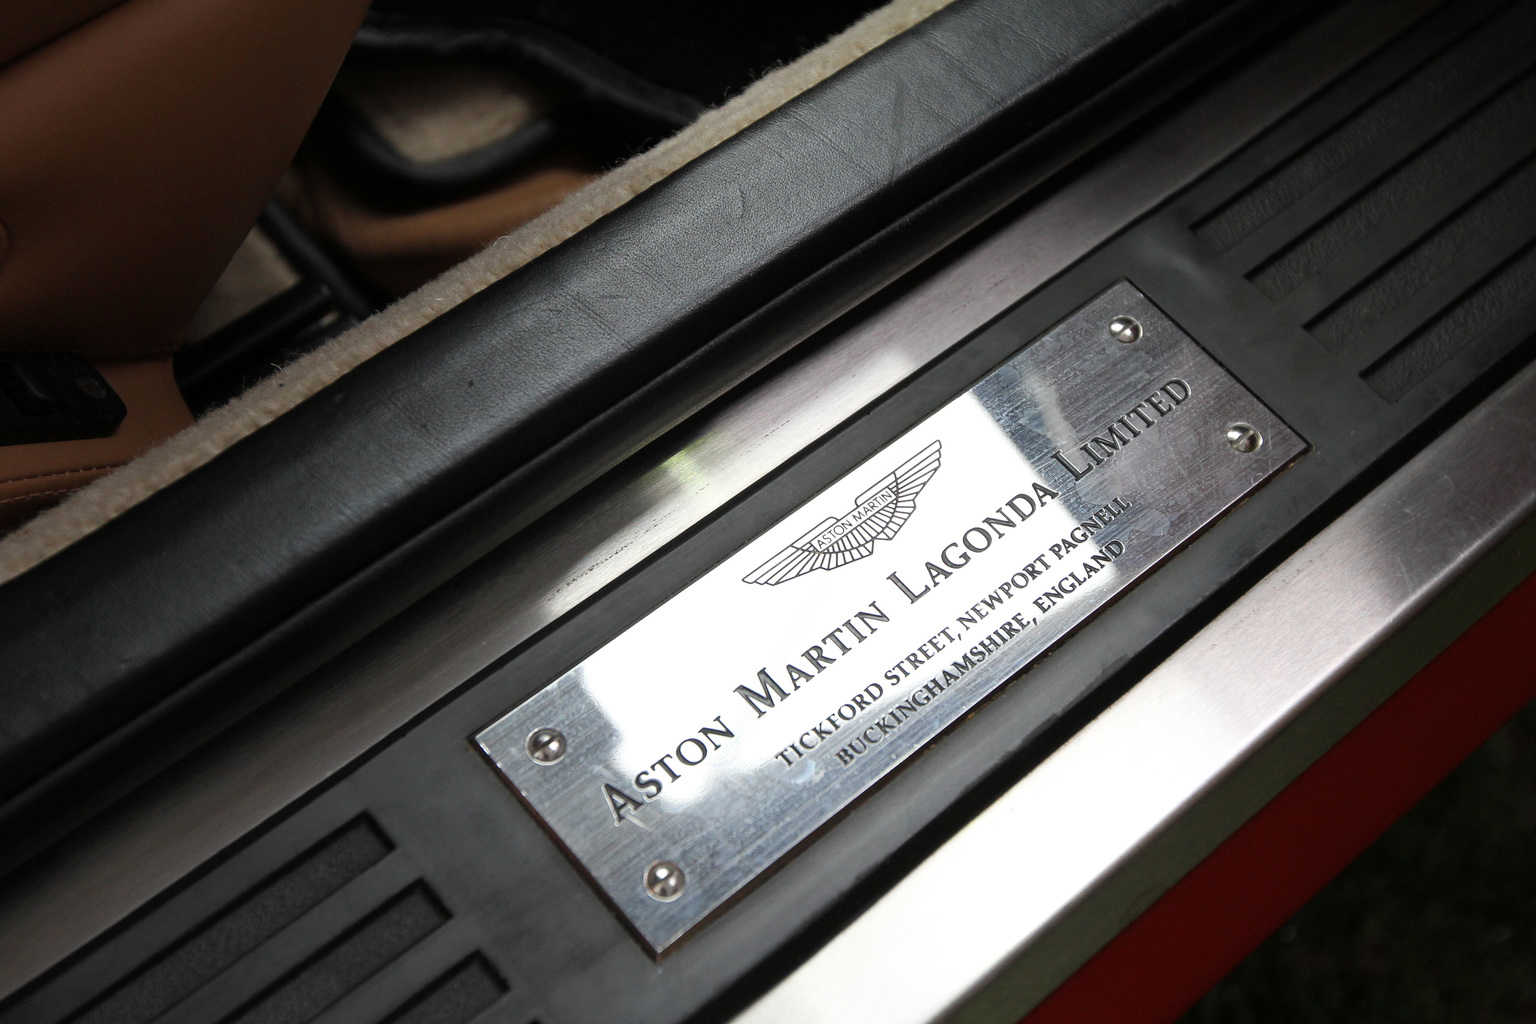 ASTON MARTIN
ASTON MARTIN LAGONDA LIMITED
TICKFORD STREET, NEWPORT PAGNELL
BUCKINGHAMSHIRE, ENGLAND